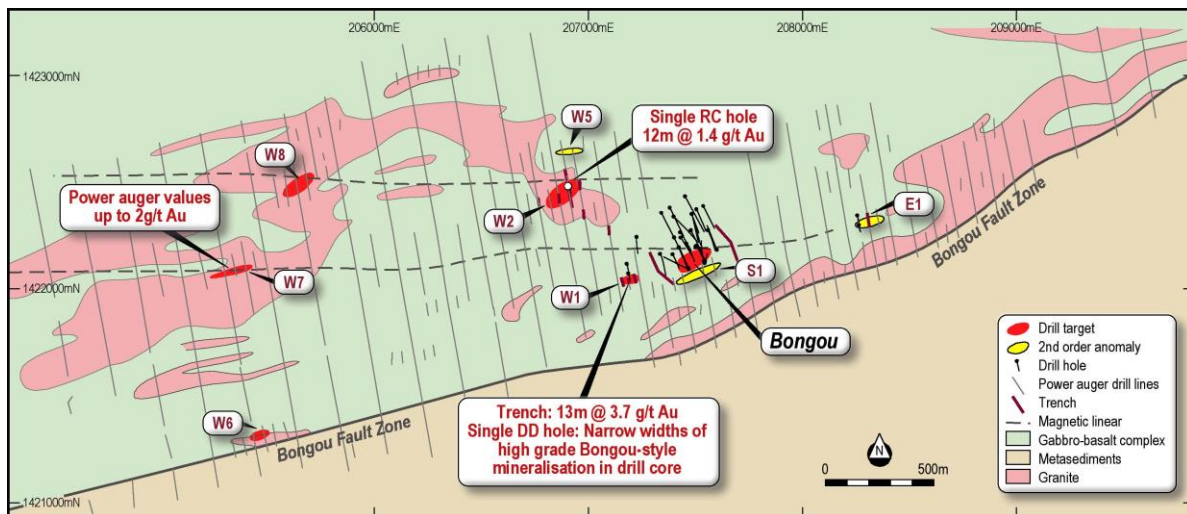 206000mE
207000mE
208000mE
209000mE
1423000mN
1422000mN
1421000mN
W5
Single RC hole
12m @ 1.4 g/t Au
W8
Power auger values
up to 2g/t Au
W2
E1
Bongou Fault Zone
W7
W1
S1
Bongou
W6
Bongou Fault Zone
Trench: 13m @ 3.7 g/t Au
Single DD hole: Narrow widths of
high grade Bongou-style
mineralisation in drill core
N
0
500m
Drill target
2nd order anomaly
Drill hole
Power auger drill lines
Trench
Magnetic linear
Gabbro-basalt complex
Metasediments
Granite